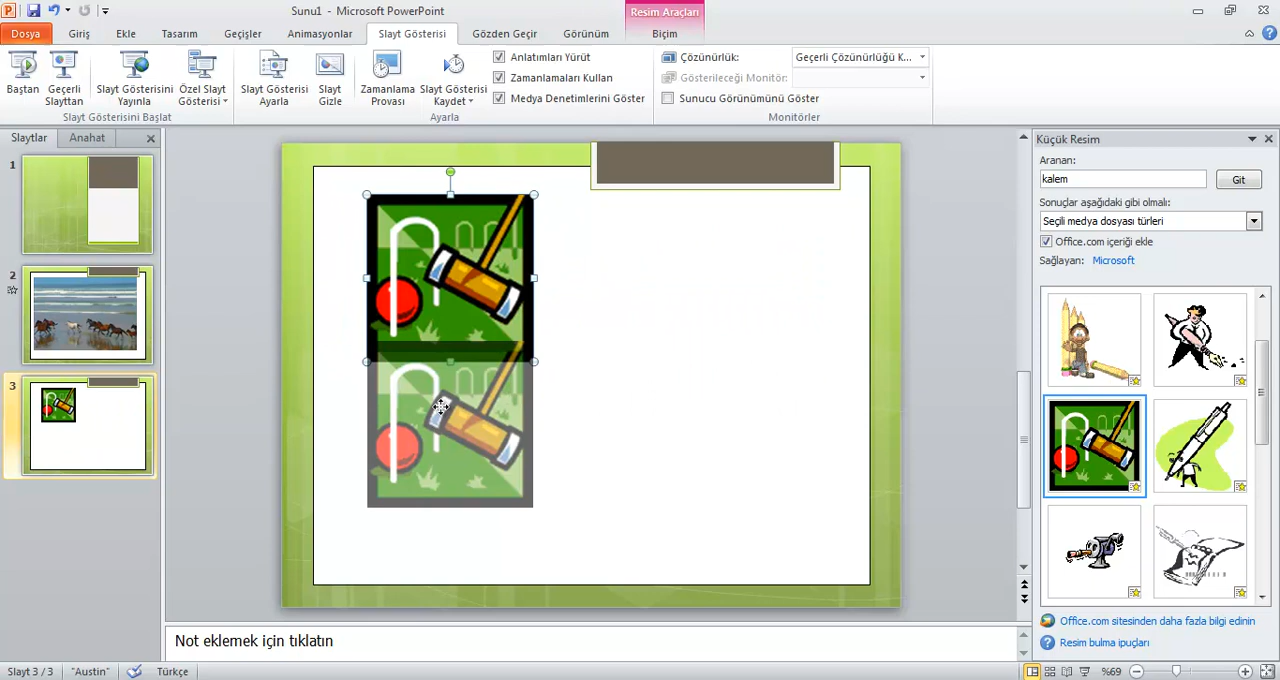 Sunu1 - Microsoft PowerPoint
Resim Araçları
Dosya
Giriş
Ekle
Tasarım
Geçişler
Animasyonlar
Slayt Gösterisi
Gözden Geçir
Görünüm
Biçim
Baştan
Geçerli Slayttan
Slayt Gösterisini Yayınla
Özel Slayt Gösterisi
Slayt Gösterisi Ayarla
Slayt Gizle
Zamanlama Provası
Slayt Gösterisi Kaydet
Anlatımları Yürüt
Zamanlamaları Kullan
Medya Denetimlerini Göster
Çözünürlük:
Geçerli Çözünürlüğü K...
Gösterileceği Monitör:
Sunucu Görünümünü Göster
Slayt Gösterisini Başlat
Ayarla
Monitörler
Slaytlar
Anahat
1
2
3
Küçük Resim
Aranan:
kalem
Git
Sonuçlar aşağıdaki gibi olmalı:
Seçili medya dosyası türleri
Office.com içeriği ekle
Sağlayan: Microsoft
Office.com sitesinden daha fazla bilgi edinin
Resim bulma ipuçları
Not eklemek için tıklatın
Slayt 3 / 3
"Austin"
Türkçe
%69